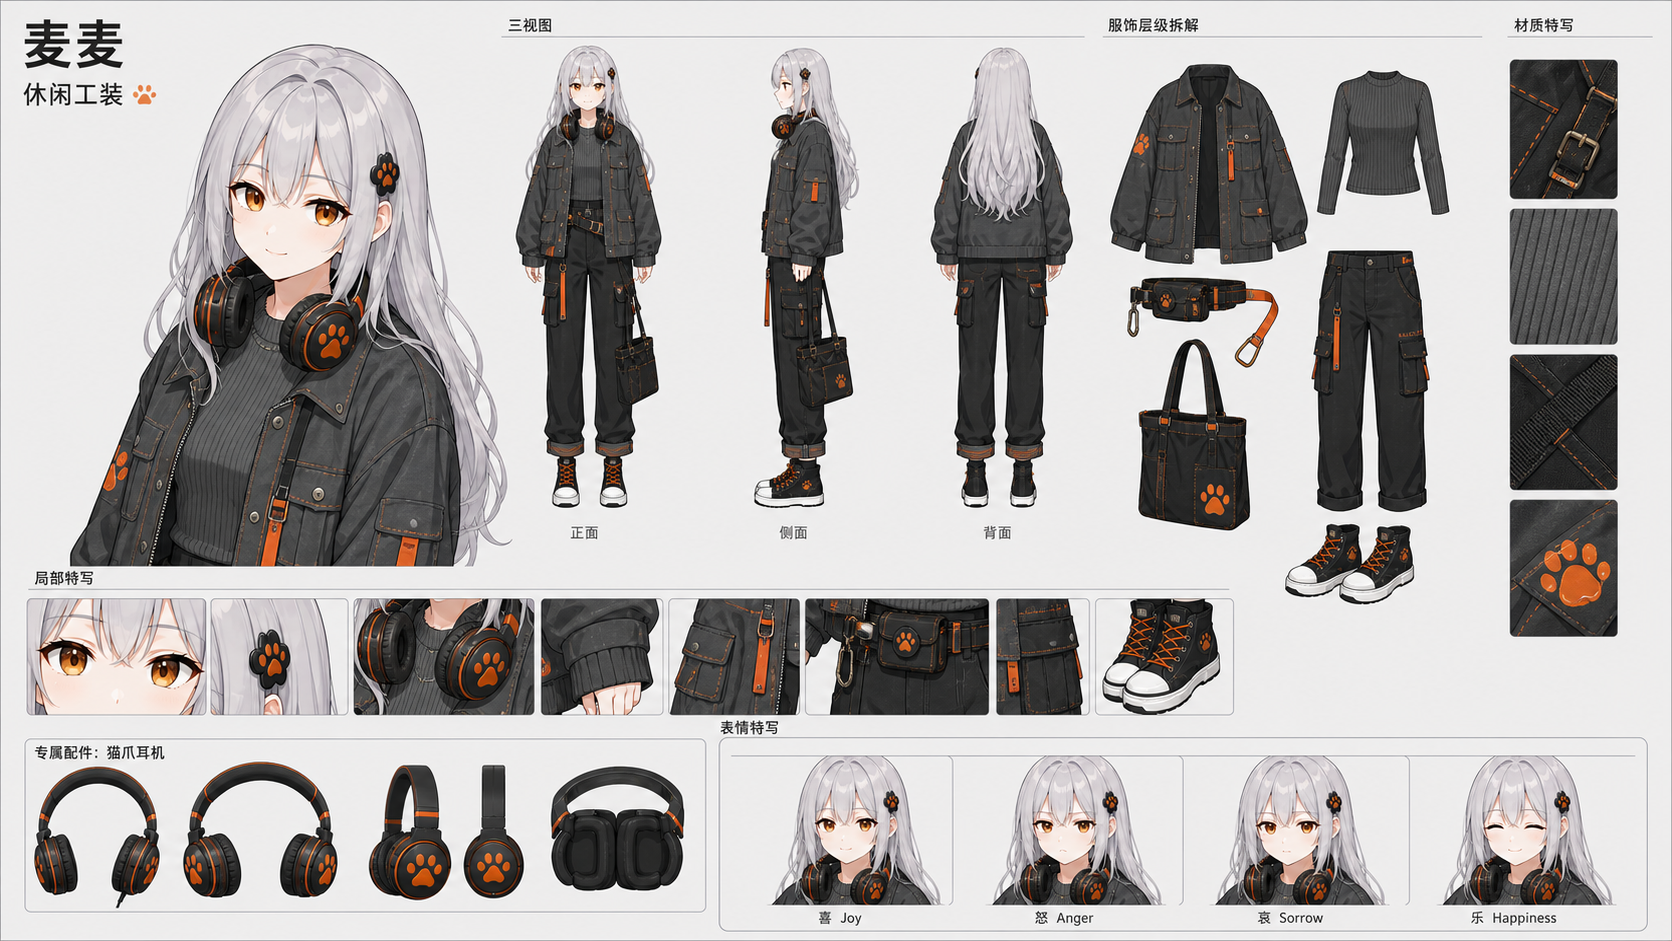 麦麦
休闲工装
三视图
正面
侧面
背面
服饰层级拆解
材质特写
局部特写
专属配件：猫爪耳机
表情特写
喜 Joy
怒 Anger
哀 Sorrow
乐 Happiness